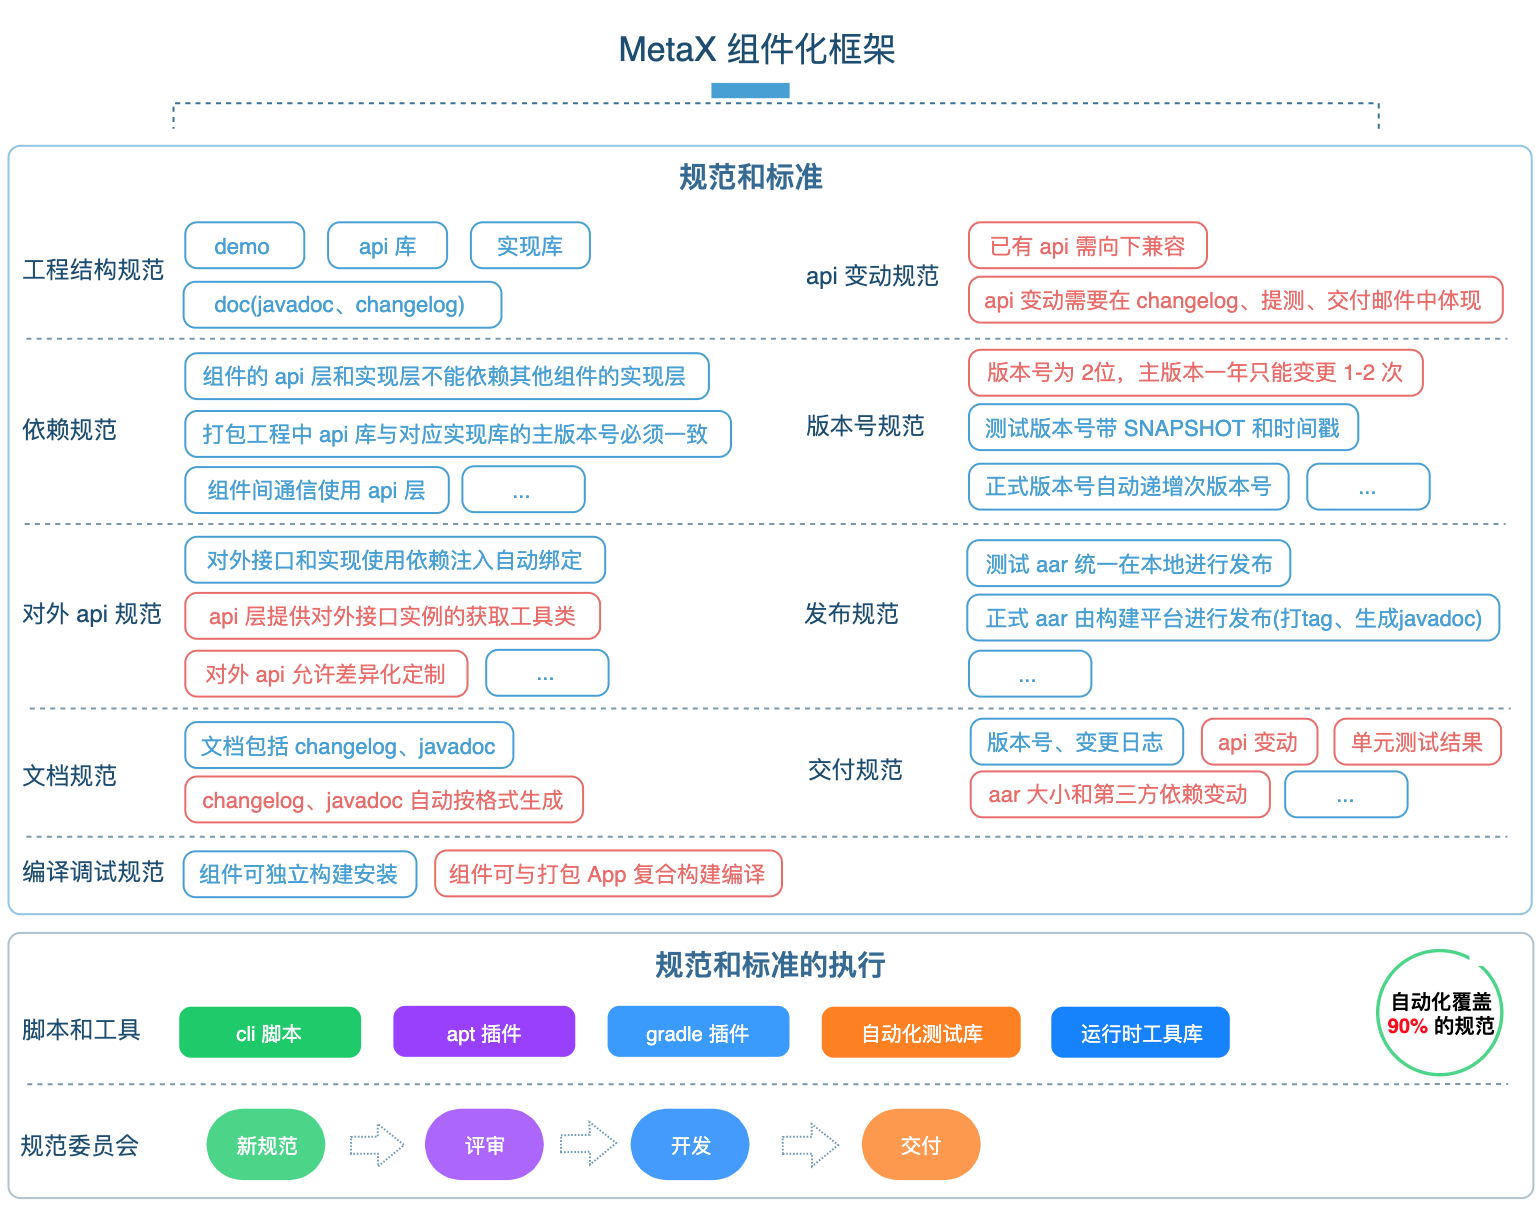 MetaX 组件化框架
规范和标准
工程结构规范
demo
api 库
实现库
doc(javadoc、changelog)
api 变动规范
已有 api 需向下兼容
api 变动需要在 changelog、提测、交付邮件中体现
依赖规范
组件的 api 层和实现层不能依赖其他组件的实现层
打包工程中 api 库与对应实现库的主版本号必须一致
组件间通信使用 api 层
...
版本号规范
版本号为 2位，主版本一年只能变更 1-2 次
测试版本号带 SNAPSHOT 和时间戳
正式版本号自动递增次版本号
...
对外 api 规范
对外接口和实现使用依赖注入自动绑定
api 层提供对外接口实例的获取工具类
对外 api 允许差异化定制
...
发布规范
测试 aar 统一在本地进行发布
正式 aar 由构建平台进行发布(打tag、生成javadoc)
...
文档规范
文档包括 changelog、javadoc
changelog、javadoc 自动按格式生成
交付规范
版本号、变更日志
api 变动
单元测试结果
aar 大小和第三方依赖变动
...
编译调试规范
组件可独立构建安装
组件可与打包 App 复合构建编译
规范和标准的执行
自动化覆盖
90% 的规范
脚本和工具
cli 脚本
apt 插件
gradle 插件
自动化测试库
运行时工具库
规范委员会
新规范
评审
开发
交付